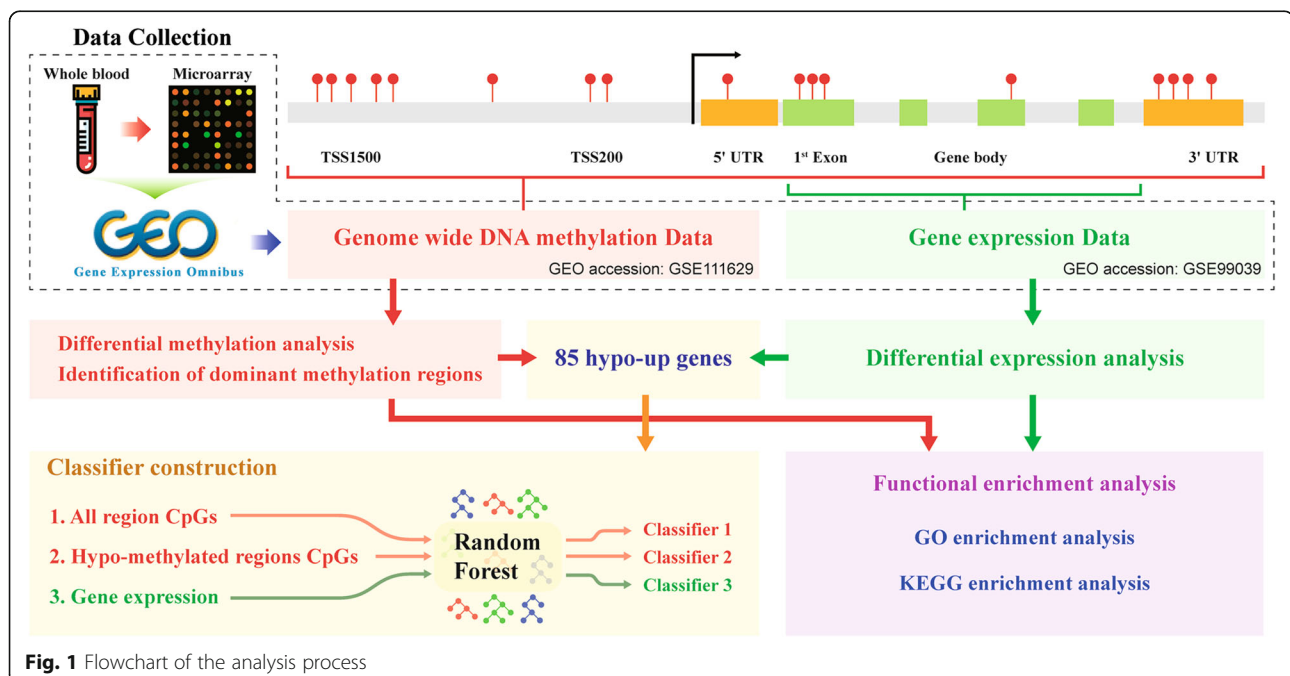 Data Collection
Whole blood
Microarray
GEO
Gene Expression Omnibus
TSS1500
TSS200
5' UTR
1st Exon
Gene body
3' UTR
Genome wide DNA methylation Data
GEO accession: GSE111629
Gene expression Data
GEO accession: GSE99039
Differential methylation analysis
Identification of dominant methylation regions
85 hypo-up genes
Differential expression analysis
Classifier construction
1. All region CpGs
2. Hypo-methylated regions CpGs
3. Gene expression
Random
Forest
Classifier 1
Classifier 2
Classifier 3
Functional enrichment analysis
GO enrichment analysis
KEGG enrichment analysis
Fig. 1 Flowchart of the analysis process